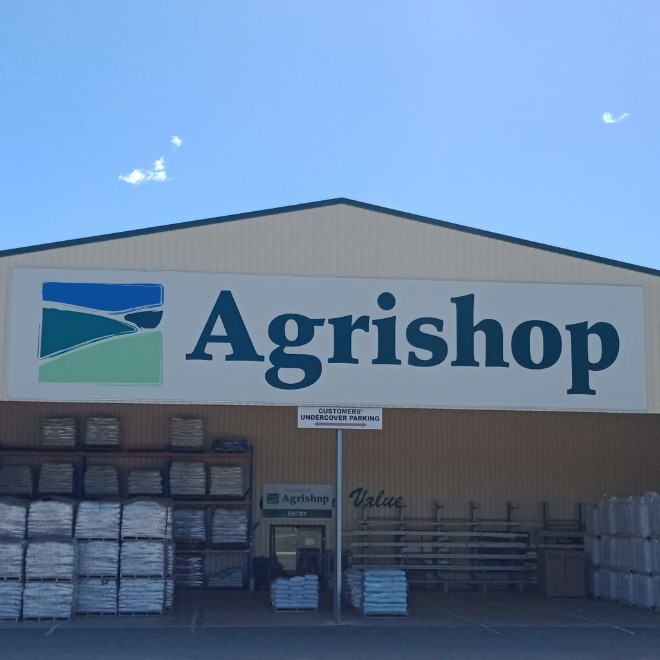 Agrishop
CUSTOMERS'
UNDERCOVER PARKING
Agrishop
ENTRY
Value